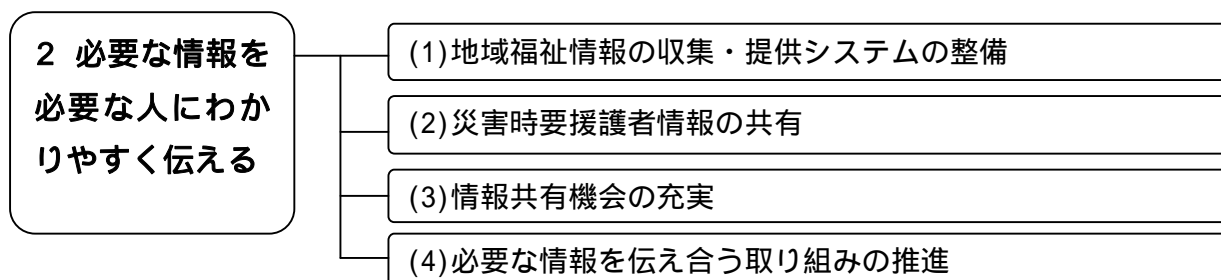 2 必要な情報を
必要な人にわか
りやすく伝える
(1)地域福祉情報の収集・提供システムの整備
(2)災害時要援護者情報の共有
(3)情報共有機会の充実
(4)必要な情報を伝え合う取り組みの推進